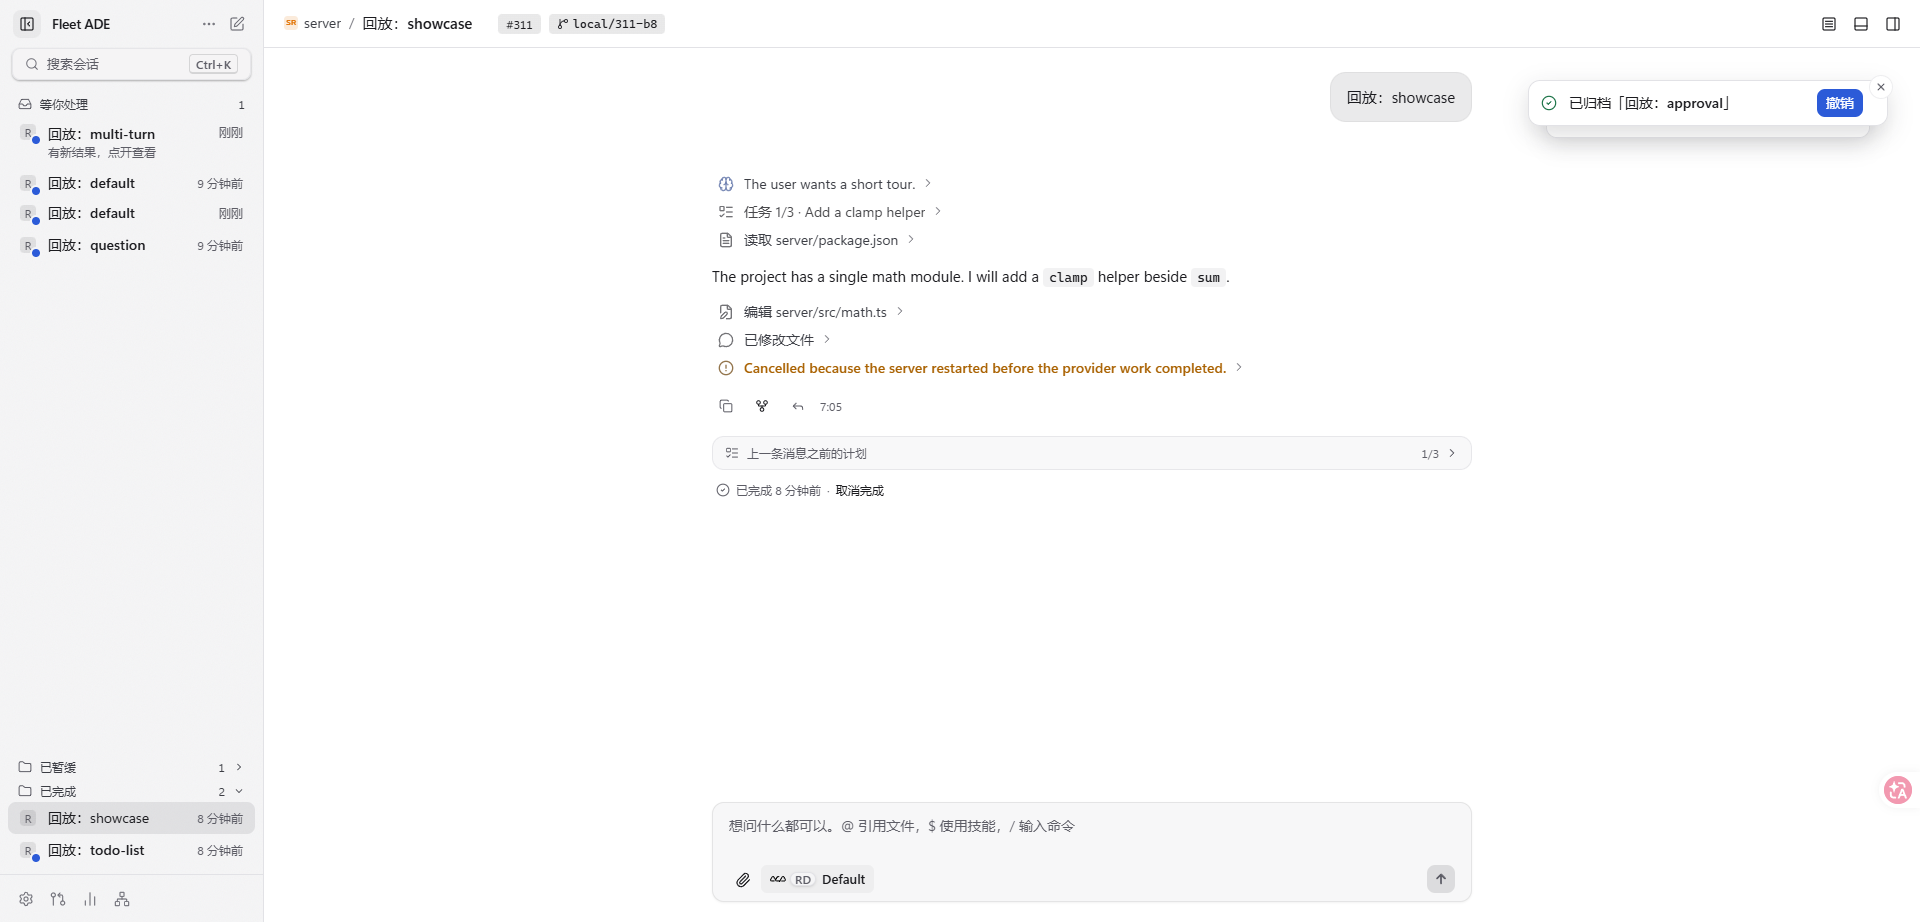 Fleet ADE
搜索会话
Ctrl+K
等你处理 1
R 回放：multi-turn 刚刚
有新结果，点开查看
R 回放：default 9 分钟前
R 回放：default 刚刚
R 回放：question 9 分钟前
已暂缓 1
已完成 2
R 回放：showcase 8 分钟前
R 回放：todo-list 8 分钟前
SR server / 回放：showcase #311 local/311-b8
回放：showcase
已归档「回放：approval」 撤销
The user wants a short tour.
任务 1/3 · Add a clamp helper
读取 server/package.json
The project has a single math module. I will add a clamp helper beside sum.
编辑 server/src/math.ts
已修改文件
Cancelled because the server restarted before the provider work completed.
7:05
上一条消息之前的计划 1/3
已完成 8 分钟前 · 取消完成
想问什么都可以。@ 引用文件，$ 使用技能，/ 输入命令
RD Default